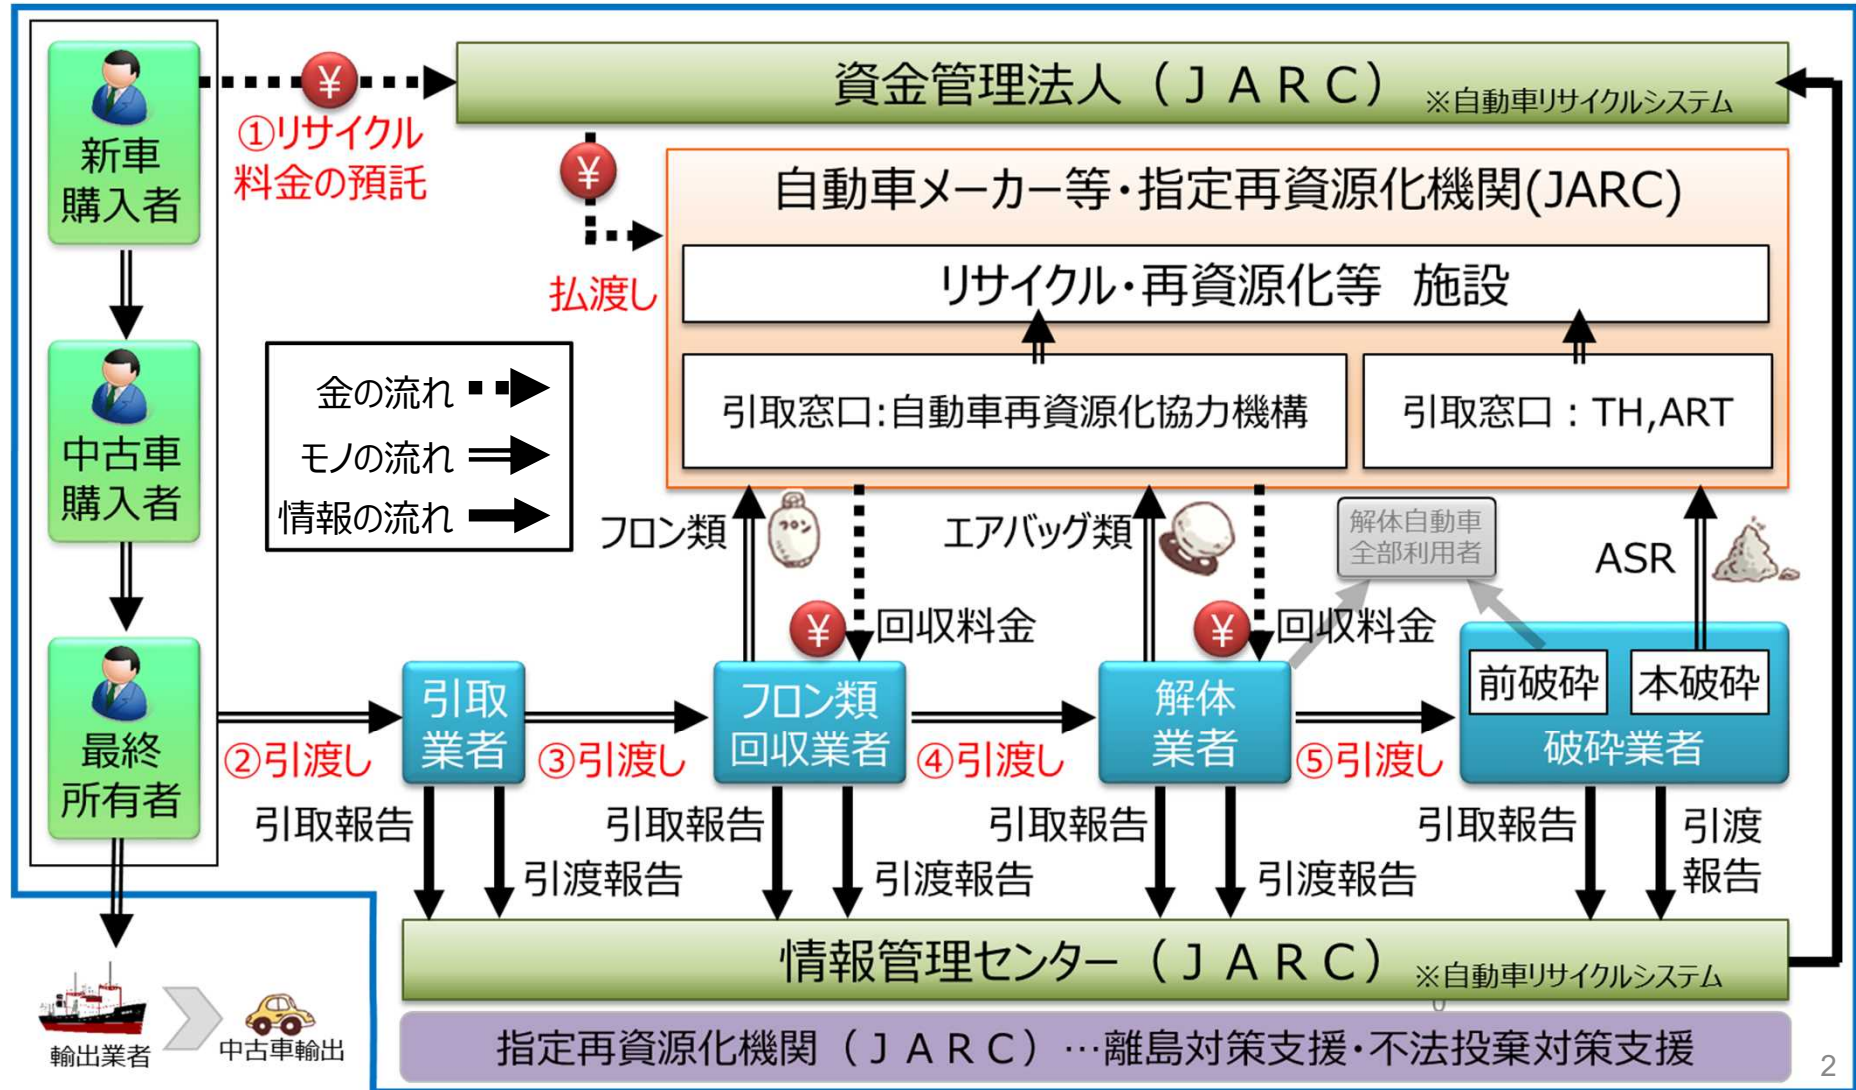 新車
購入者
¥
①リサイクル
料金の預託
資金管理法人（ＪＡＲＣ）
※自動車リサイクルシステム
¥
払渡し
自動車メーカー等・指定再資源化機関(JARC)
リサイクル・再資源化等　施設
引取窓口:自動車再資源化協力機構
引取窓口：TH,ART
中古車
購入者
金の流れ
モノの流れ
情報の流れ
フロン類
フロン
エアバッグ類
解体自動車
全部利用者
ASR
¥
回収料金
¥
回収料金
最終
所有者
②引渡し
引取
業者
③引渡し
フロン類
回収業者
④引渡し
解体
業者
⑤引渡し
前破砕
本破砕
破砕業者
引取報告
引渡報告
引取報告
引渡報告
引取報告
引渡報告
引取報告
引渡
報告
情報管理センター（ＪＡＲＣ）
※自動車リサイクルシステム
輸出業者
中古車輸出
指定再資源化機関（ＪＡＲＣ）…離島対策支援・不法投棄対策支援
2